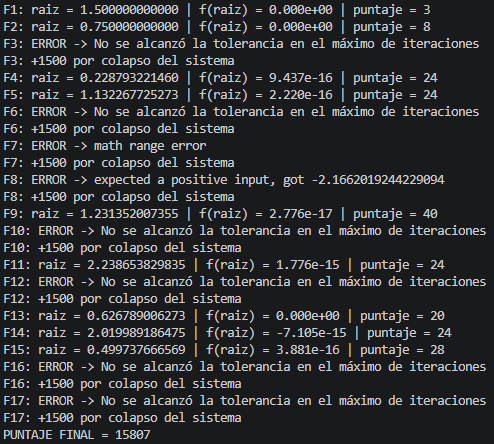 F1: raiz = 1.500000000000 | f(raiz) = 0.000e+00 | puntaje = 3
F2: raiz = 0.750000000000 | f(raiz) = 0.000e+00 | puntaje = 8
F3: ERROR -> No se alcanzó la tolerancia en el máximo de iteraciones
F3: +1500 por colapso del sistema
F4: raiz = 0.228793221460 | f(raiz) = 9.437e-16 | puntaje = 24
F5: raiz = 1.132267725273 | f(raiz) = 2.220e-16 | puntaje = 24
F6: ERROR -> No se alcanzó la tolerancia en el máximo de iteraciones
F6: +1500 por colapso del sistema
F7: ERROR -> math range error
F7: +1500 por colapso del sistema
F8: ERROR -> expected a positive input, got -2.1662019244229094
F8: +1500 por colapso del sistema
F9: raiz = 1.231352007355 | f(raiz) = 2.776e-17 | puntaje = 40
F10: ERROR -> No se alcanzó la tolerancia en el máximo de iteraciones
F10: +1500 por colapso del sistema
F11: raiz = 2.238653829835 | f(raiz) = 1.776e-15 | puntaje = 24
F12: ERROR -> No se alcanzó la tolerancia en el máximo de iteraciones
F12: +1500 por colapso del sistema
F13: raiz = 0.626789006273 | f(raiz) = 0.000e+00 | puntaje = 20
F14: raiz = 2.019989186475 | f(raiz) = -7.105e-15 | puntaje = 24
F15: raiz = 0.499737666569 | f(raiz) = 3.881e-16 | puntaje = 28
F16: ERROR -> No se alcanzó la tolerancia en el máximo de iteraciones
F16: +1500 por colapso del sistema
F17: ERROR -> No se alcanzó la tolerancia en el máximo de iteraciones
F17: +1500 por colapso del sistema
PUNTAJE FINAL = 15807